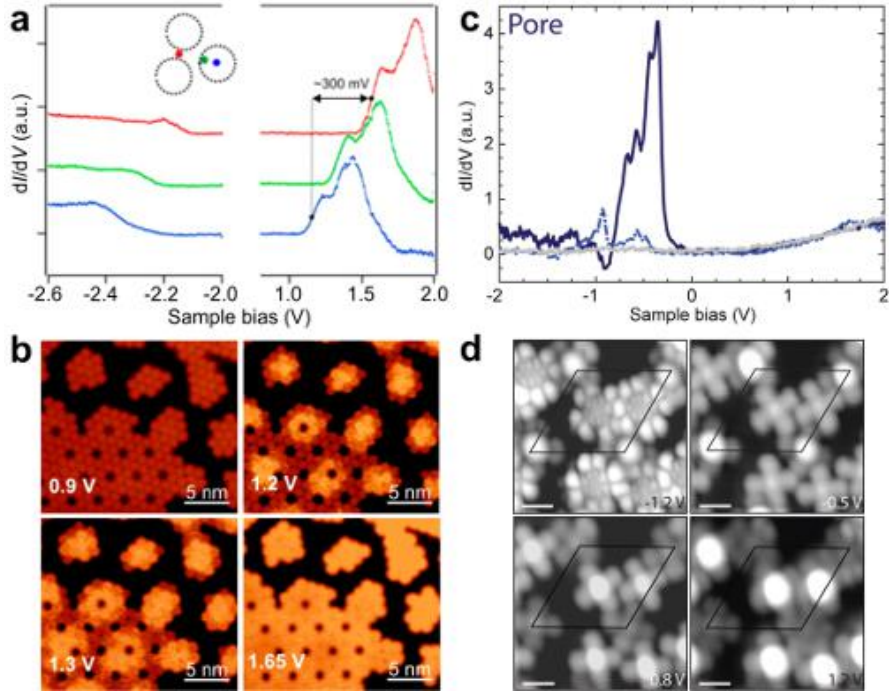 a
dI/dV (a.u.)
~300 mV
-2.6 -2.4 -2.2 -2.0 1.0 1.5 2.0
Sample bias (V)
c
Pore
dI/dV (a.u.)
4
3
2
1
0
-2 -1 0 1 2
Sample bias (V)
b
0.9 V
5 nm
1.2 V
5 nm
1.3 V
5 nm
1.65 V
5 nm
d
-1.2 V
-0.5 V
0.8 V
1.2 V